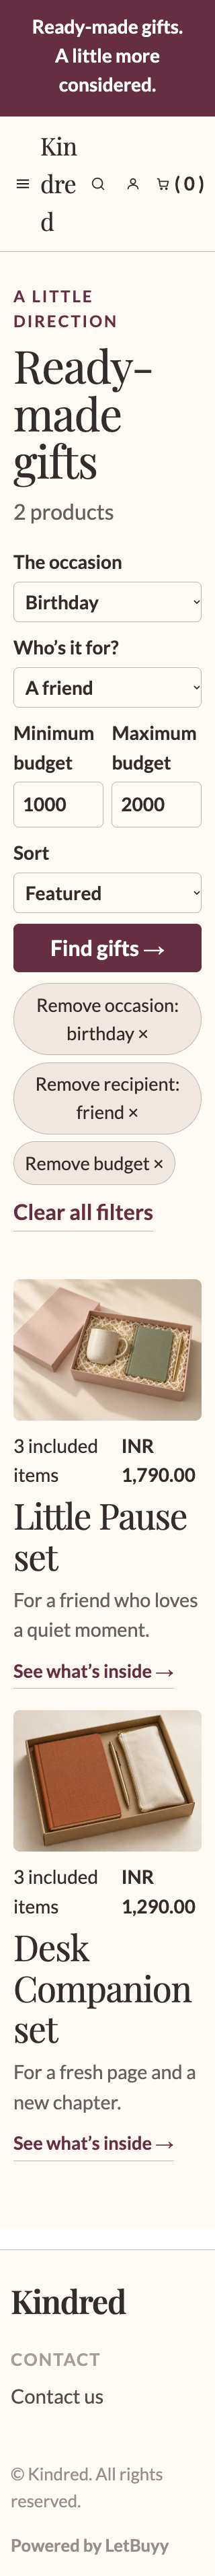 Ready-made gifts.
A little more
considered.
Kin
dre
d
( 0 )
A LITTLE
DIRECTION
Ready-
made
gifts
2 products
The occasion
Birthday
Who’s it for?
A friend
Minimum budget
Maximum budget
1000
2000
Sort
Featured
Find gifts →
Remove occasion:
birthday ×
Remove recipient:
friend ×
Remove budget ×
Clear all filters
3 included items
INR 1,790.00
Little Pause
set
For a friend who loves
a quiet moment.
See what’s inside →
3 included items
INR 1,290.00
Desk
Companion
set
For a fresh page and a
new chapter.
See what’s inside →
Kindred
CONTACT
Contact us
© Kindred. All rights
reserved.
Powered by LetBuyy